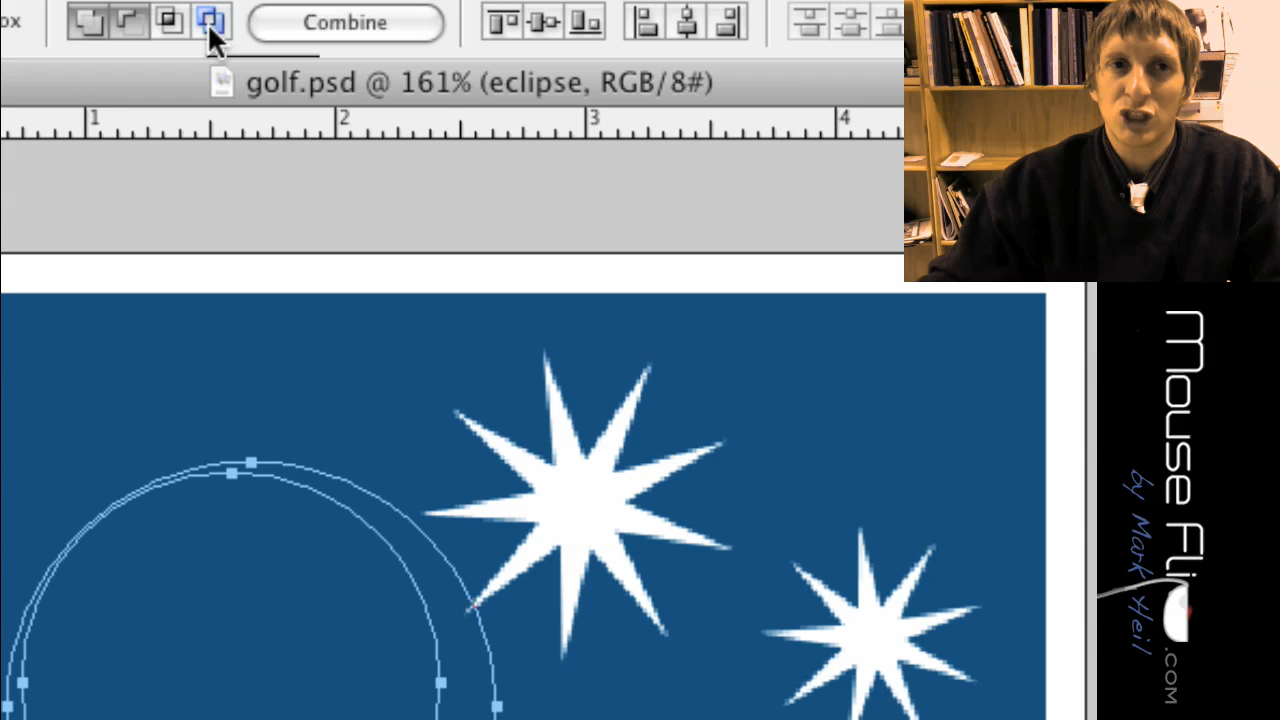 ox
Combine
golf.psd @ 161% (eclipse, RGB/8#)
1 2 3 4
Mouse Fli
.COM
by Mark Heil